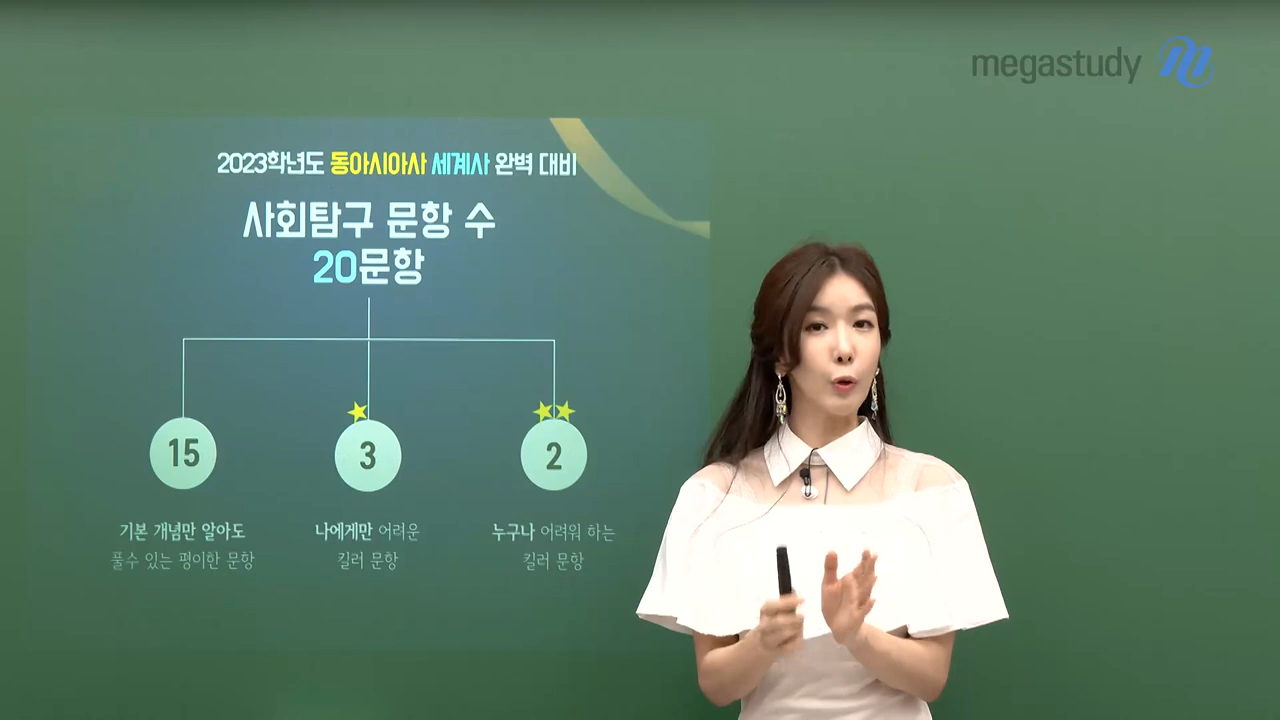 megastudy
2023학년도 동아시아사 세계사 완벽 대비
사회탐구 문항 수
20문항
15
3
2
기본 개념만 알아도
풀수 있는 평이한 문항
나에게만 어려운
킬러 문항
누구나 어려워 하는
킬러 문항